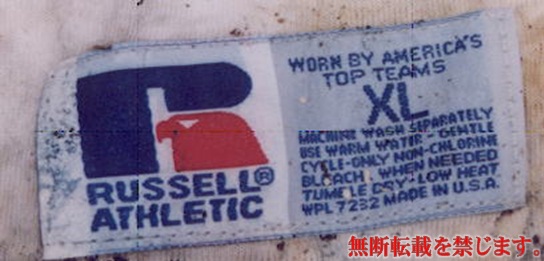 RUSSELL®
ATHLETIC
WORN BY AMERICA'S
TOP TEAMS
XL
MACHINE WASH SEPARATELY
USE WARM WATER - GENTLE
CYCLE-ONLY NON-CHLORINE
BLEACH WHEN NEEDED
TUMBLE DRY-LOW HEAT
WPL 7232 MADE IN U.S.A.
無断転載を禁じます。